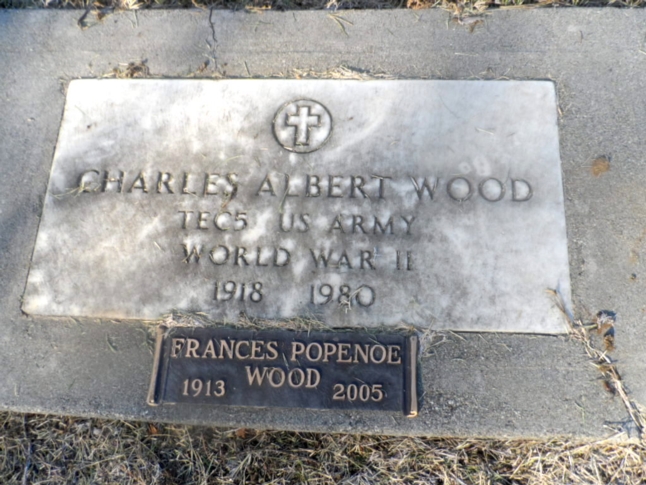 CHARLES ALBERT WOOD
TEC5 US ARMY
WORLD WAR II
1918 1980
FRANCES POPENOE
WOOD
1913 2005